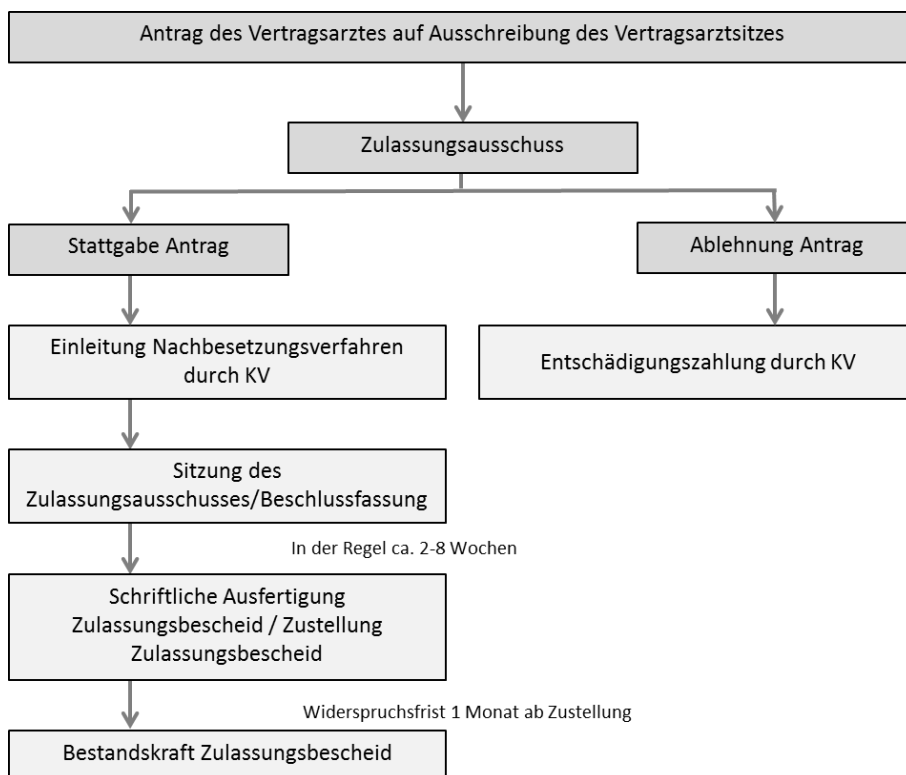 Antrag des Vertragsarztes auf Ausschreibung des Vertragsarztsitzes
Zulassungsausschuss
Stattgabe Antrag
Ablehnung Antrag
Einleitung Nachbesetzungsverfahren
durch KV
Entschädigungszahlung durch KV
Sitzung des
Zulassungsausschusses/Beschlussfassung
In der Regel ca. 2-8 Wochen
Schriftliche Ausfertigung
Zulassungsbescheid / Zustellung
Zulassungsbescheid
Widerspruchsfrist 1 Monat ab Zustellung
Bestandskraft Zulassungsbescheid